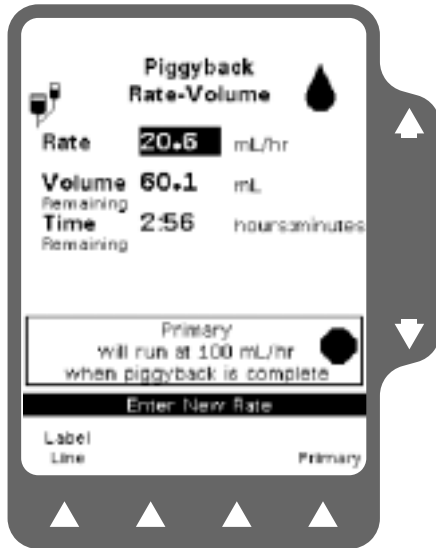 Piggyback
Rate-Volume
Rate 20.6 mL/hr
Volume 60.1 mL
Remaining
Time 2:56 hours:minutes
Remaining
Primary
will run at 100 mL/hr
when piggyback is complete
Enter New Rate
Label
Line Primary